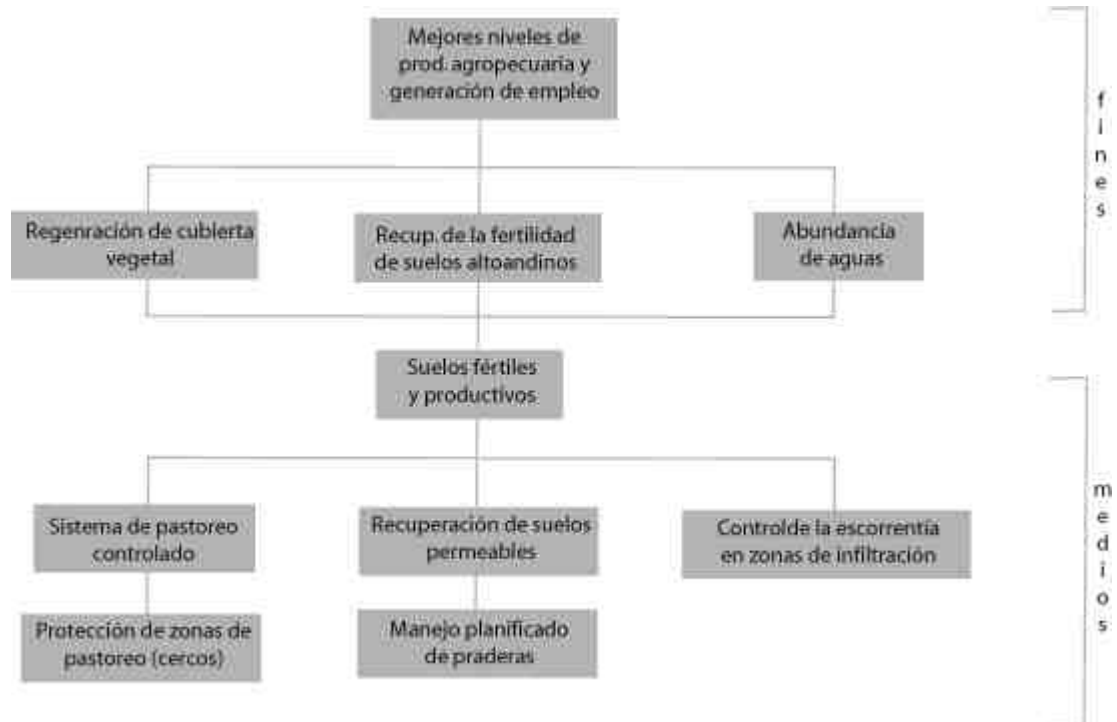 Mejores niveles de
prod. agropecuaria y
generación de empleo
fines
Regenración de cubierta
vegetal
Recup. de la fertilidad
de suelos altoandinos
Abundancia
de aguas
Suelos fértiles
y productivos
medios
Sistema de pastoreo
controlado
Recuperación de suelos
permeables
Controlde la escorrentía
en zonas de infiltración
Protección de zonas de
pastoreo (cercos)
Manejo planificado
de praderas